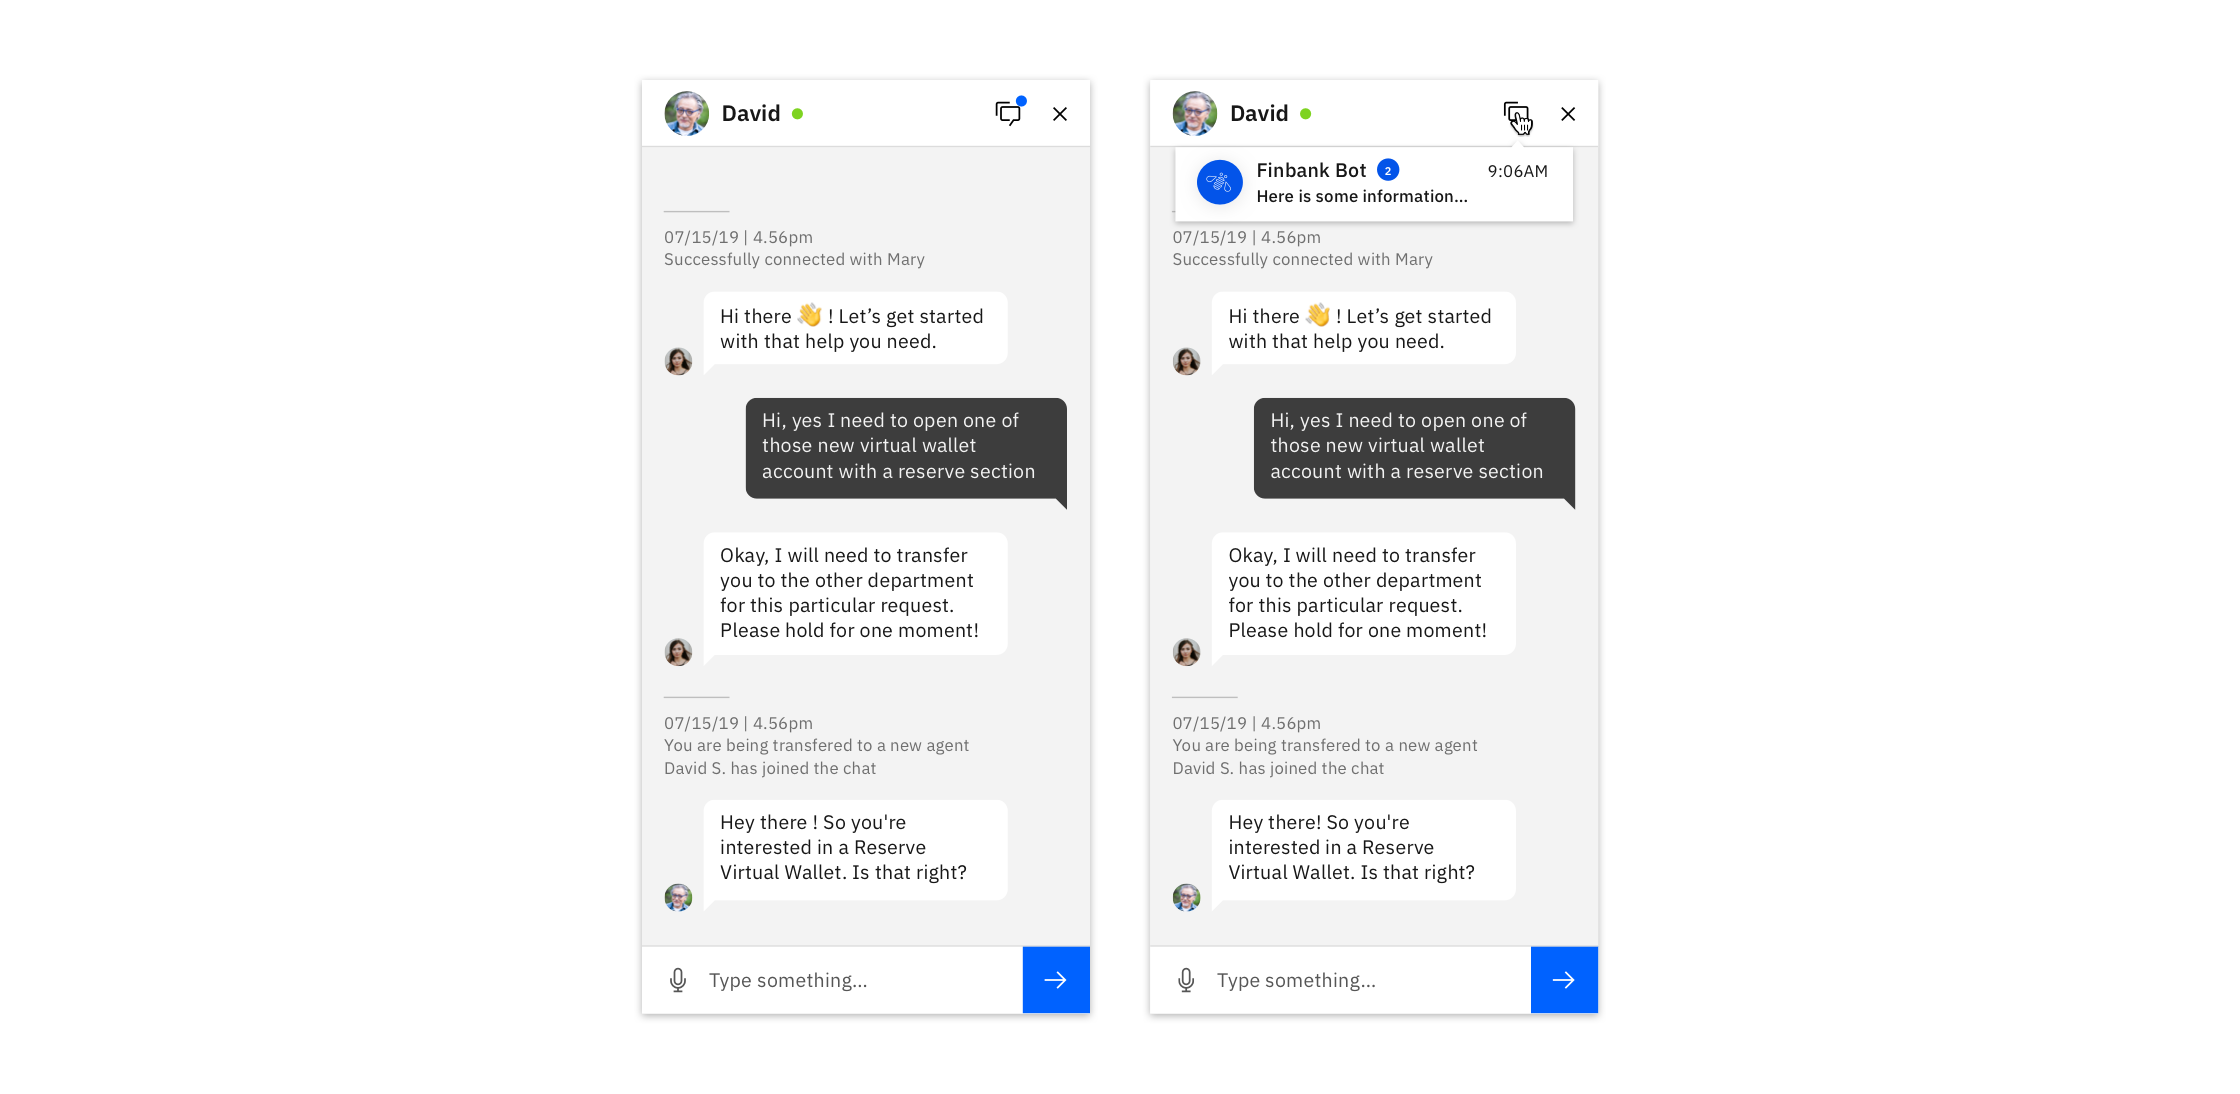 David
07/15/19 | 4.56pm
Successfully connected with Mary
Hi there 👋 ! Let’s get started
with that help you need.
Hi, yes I need to open one of
those new virtual wallet
account with a reserve section
Okay, I will need to transfer
you to the other department
for this particular request.
Please hold for one moment!
07/15/19 | 4.56pm
You are being transfered to a new agent
David S. has joined the chat
Hey there ! So you're
interested in a Reserve
Virtual Wallet. Is that right?
Type something...
David
Finbank Bot 2 9:06AM
Here is some information...
07/15/19 | 4.56pm
Successfully connected with Mary
Hi there 👋 ! Let’s get started
with that help you need.
Hi, yes I need to open one of
those new virtual wallet
account with a reserve section
Okay, I will need to transfer
you to the other department
for this particular request.
Please hold for one moment!
07/15/19 | 4.56pm
You are being transfered to a new agent
David S. has joined the chat
Hey there! So you're
interested in a Reserve
Virtual Wallet. Is that right?
Type something...